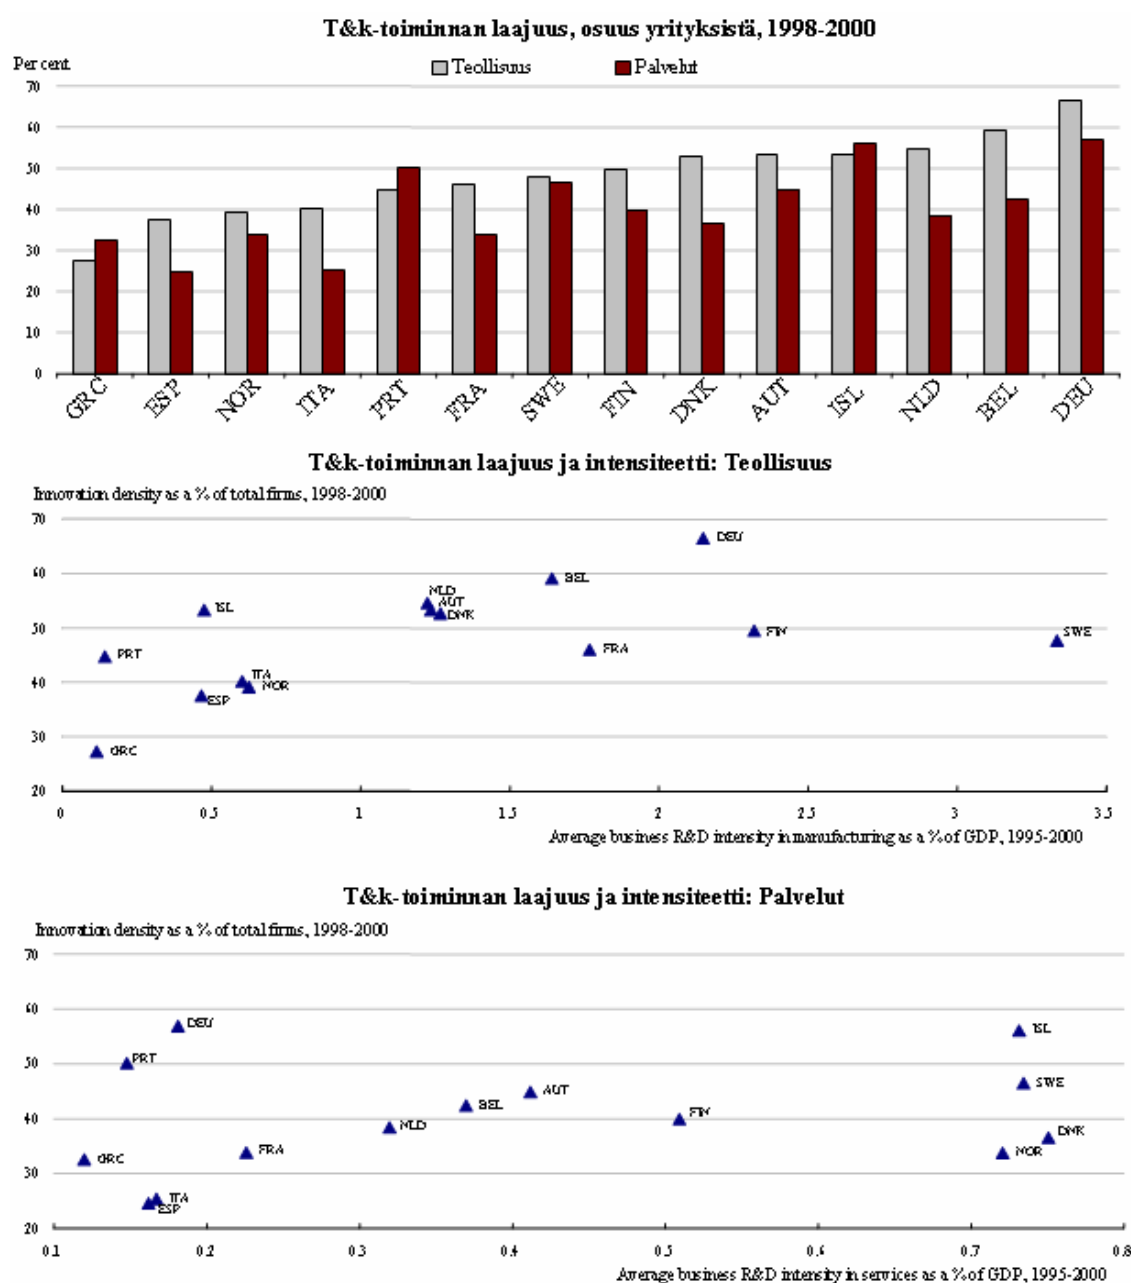 T&k-toiminnan laajuus, osuus yrityksistä, 1998-2000
Per cent
Teollisuus Palvelut
70
60
50
40
30
20
10
0
GRC ESP NOR ITA PRT FRA SWE FIN DNK AUT ISL NLD BEL DEU
T&k-toiminnan laajuus ja intensiteetti: Teollisuus
Innovation density as a % of total firms, 1998-2000
70
DEU
60
BEL
NLD
AUT
ISL
DNK
50
FIN
SWE
FRA
PRT
40
ITA
NOR
ESP
30
GRC
20
0 0.5 1 1.5 2 2.5 3 3.5
Average business R&D intensity in manufacturing as a % of GDP, 1995-2000
T&k-toiminnan laajuus ja intensiteetti: Palvelut
Innovation density as a % of total firms, 1998-2000
70
60
DEU
ISL
50
PRT
SWE
AUT
BEL
40
FIN
NLD
DNK
FRA
NOR
GRC
30
ITA
ESP
20
0.1 0.2 0.3 0.4 0.5 0.6 0.7 0.8
Average business R&D intensity in services as a % of GDP, 1995-2000